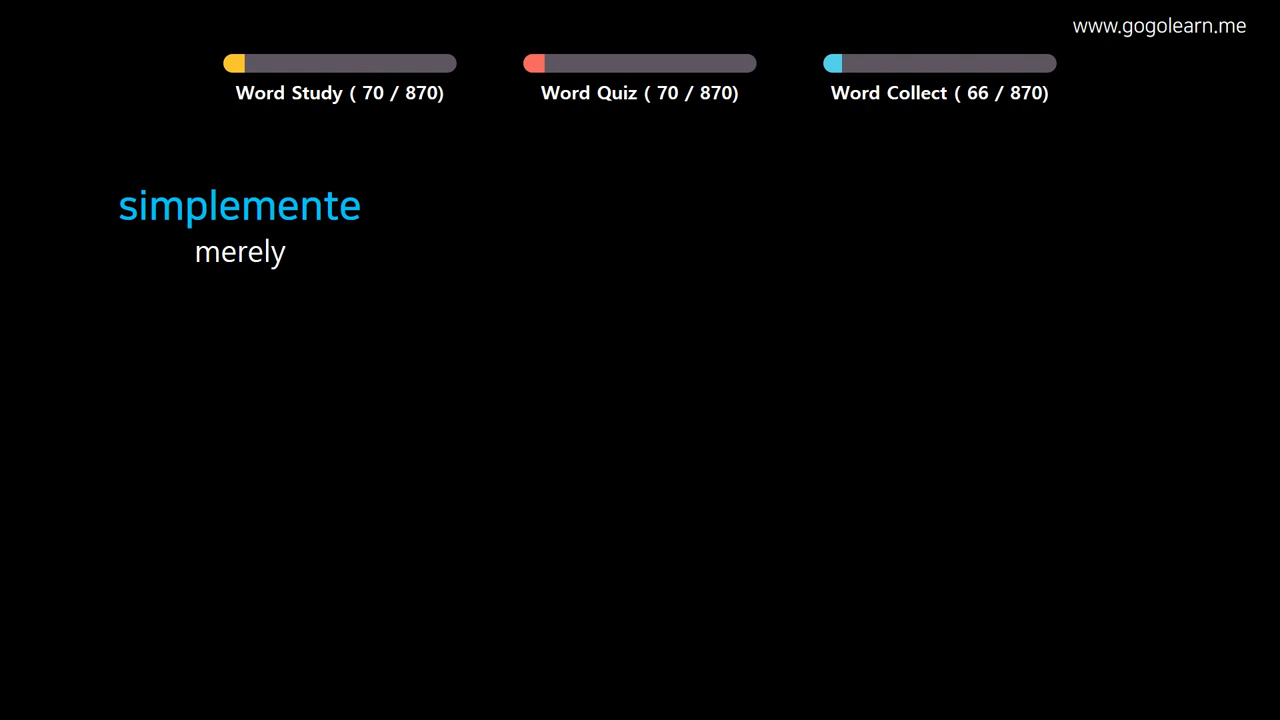 www.gogolearn.me
Word Study ( 70 / 870)
Word Quiz ( 70 / 870)
Word Collect ( 66 / 870)
simplemente
merely